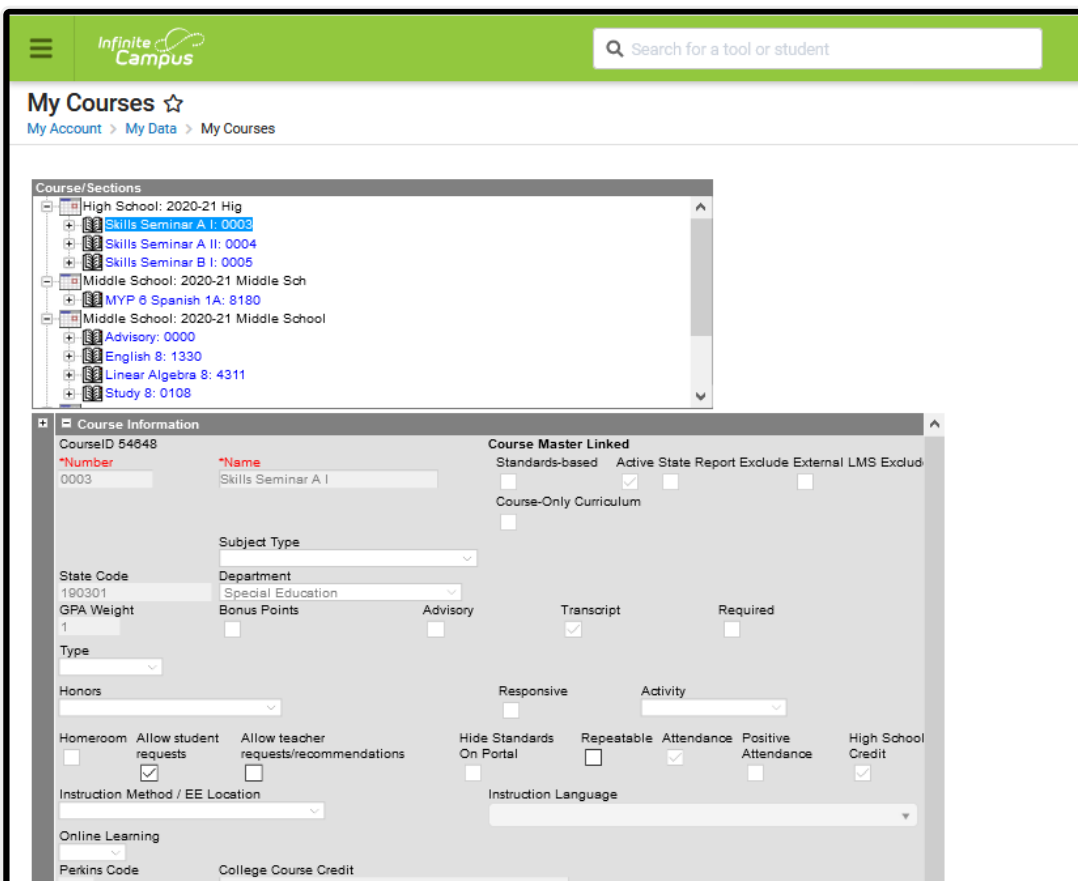 Infinite
Campus
Search for a tool or student
My Courses
My Account > My Data > My Courses
Course/Sections
High School: 2020-21 Hig
Skills Seminar A I: 0003
Skills Seminar A II: 0004
Skills Seminar B I: 0005
Middle School: 2020-21 Middle Sch
MYP 6 Spanish 1A: 8180
Middle School: 2020-21 Middle School
Advisory: 0000
English 8: 1330
Linear Algebra 8: 4311
Study 8: 0108
Course Information
CourseID 54648 Course Master Linked
*Number *Name Standards-based Active State Report Exclude External LMS Exclud
0003 Skills Seminar A I
Course-Only Curriculum
Subject Type
State Code Department
190301 Special Education
GPA Weight Bonus Points Advisory Transcript Required
1
Type
Honors Responsive Activity
Homeroom Allow student Allow teacher Hide Standards Repeatable Attendance Positive High School
requests requests/recommendations On Portal Attendance Credit
Instruction Method / EE Location Instruction Language
Online Learning
Perkins Code College Course Credit